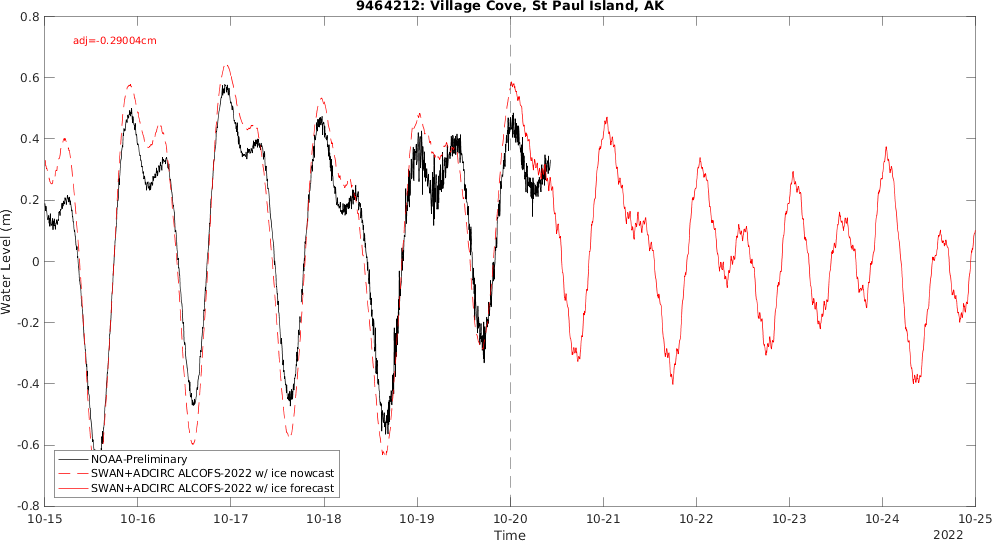 9464212: Village Cove, St Paul Island, AK
adj=-0.29004cm
0.8
0.6
0.4
0.2
0
-0.2
-0.4
-0.6
-0.8
Water Level (m)
NOAA-Preliminary
SWAN+ADCIRC ALCOFS-2022 w/ ice nowcast
SWAN+ADCIRC ALCOFS-2022 w/ ice forecast
10-15 10-16 10-17 10-18 10-19 10-20 10-21 10-22 10-23 10-24 10-25
Time
2022